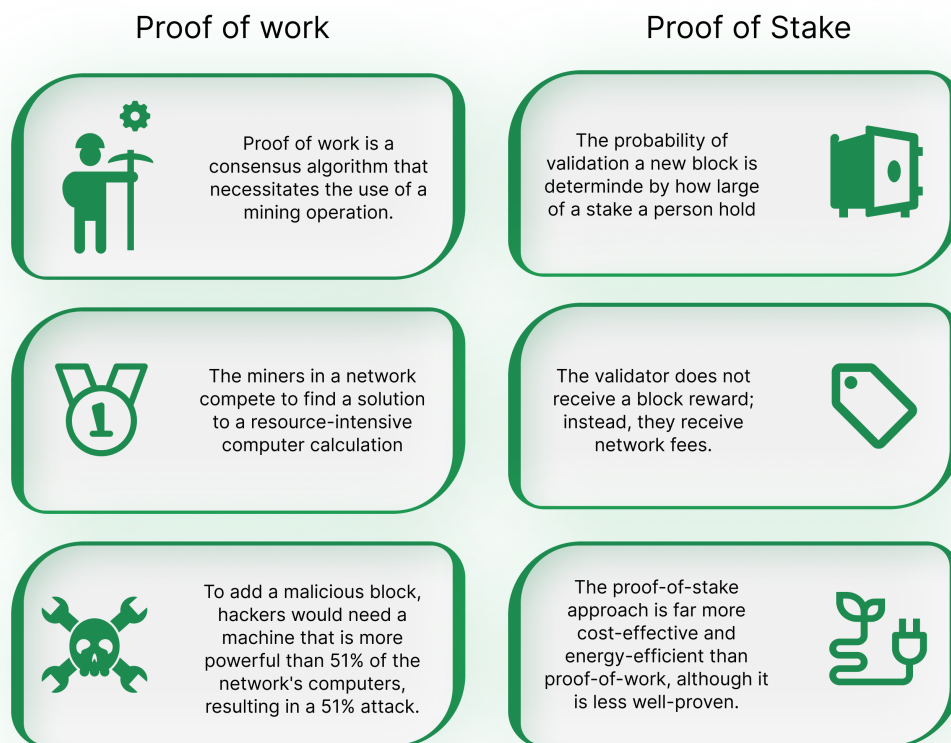 Proof of work
Proof of work is a
consensus algorithm that
necessitates the use of a
mining operation.
The miners in a network
compete to find a solution
to a resource-intensive
computer calculation
To add a malicious block,
hackers would need a
machine that is more
powerful than 51% of the
network's computers,
resulting in a 51% attack.
Proof of Stake
The probability of
validation a new block is
determinde by how large
of a stake a person hold
The validator does not
receive a block reward;
instead, they receive
network fees.
The proof-of-stake
approach is far more
cost-effective and
energy-efficient than
proof-of-work, although it
is less well-proven.
1